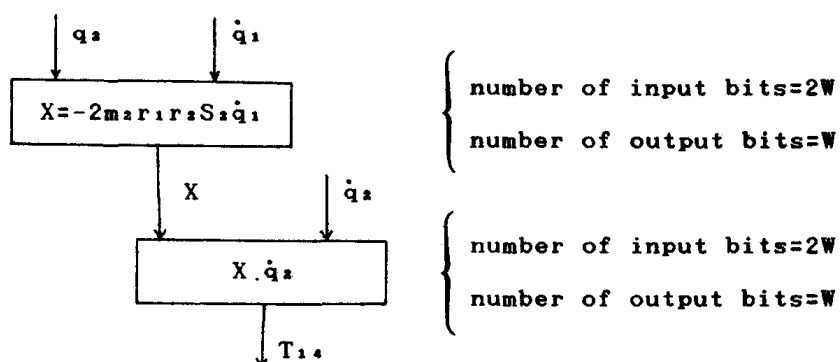 q₂ q̇₁
X=-2m₂r₁r₂S₂q̇₁
number of input bits=2W
number of output bits=W
X q̇₂
X.q̇₂
number of input bits=2W
number of output bits=W
T₁₄